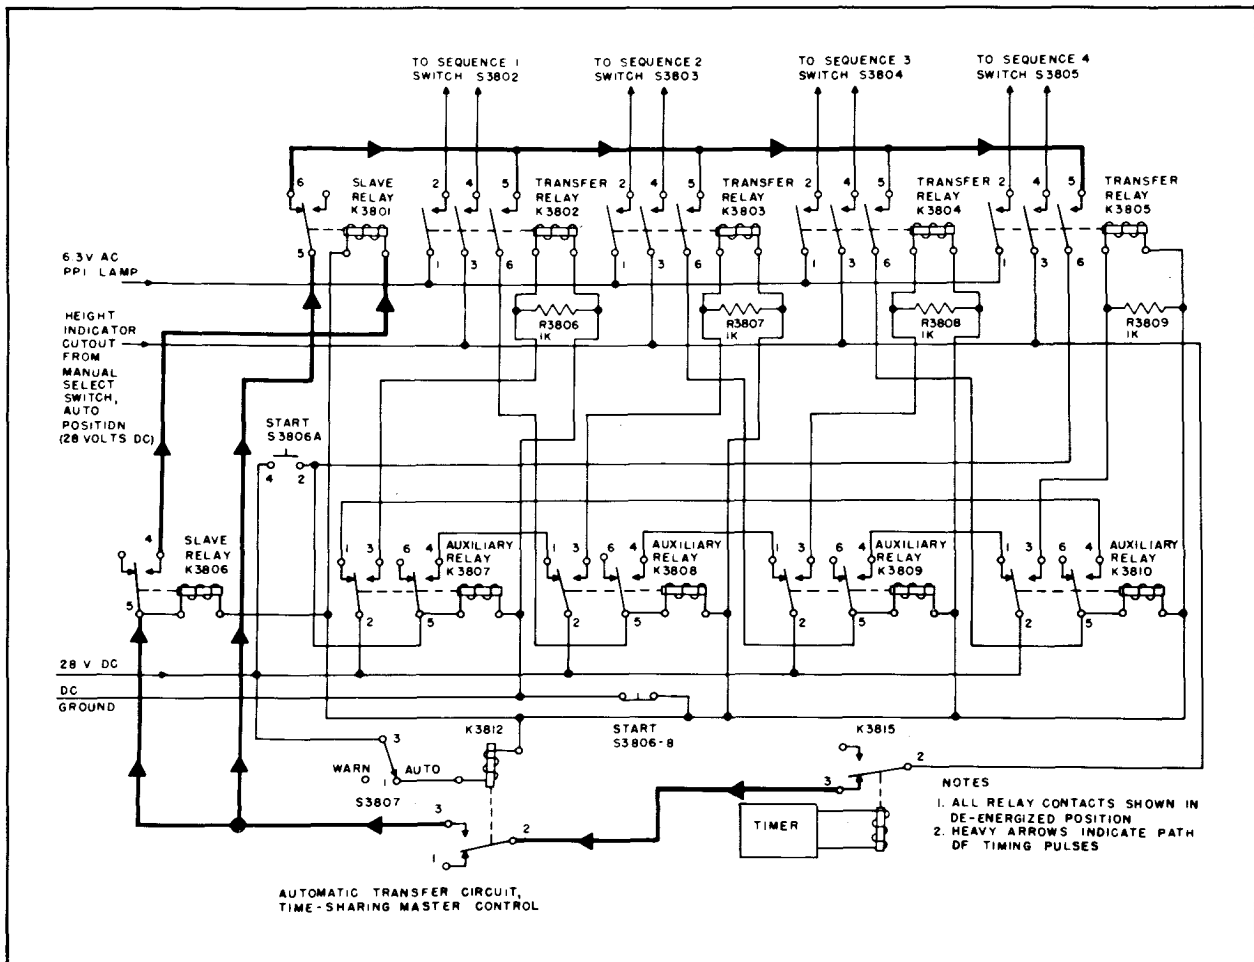 TO SEQUENCE 1
SWITCH S3802
TO SEQUENCE 2
SWITCH S3803
TO SEQUENCE 3
SWITCH S3804
TO SEQUENCE 4
SWITCH S3805
6
SLAVE
RELAY
K3801
5
2
4
5
TRANSFER
RELAY
K3802
1
3
6
2
4
5
TRANSFER
RELAY
K3803
1
3
6
2
4
5
TRANSFER
RELAY
K3804
1
3
6
2
4
5
TRANSFER
RELAY
K3805
1
3
6
6.3V AC
PPI LAMP
HEIGHT
INDICATOR
CUTOUT
FROM
MANUAL
SELECT
SWITCH,
AUTO
POSITION
(28 VOLTS DC)
R3806
1K
R3807
1K
R3808
1K
R3809
1K
START
S3806A
4 2
4
SLAVE
RELAY
K3806
5
1
3
6
4
AUXILIARY
RELAY
K3807
2
5
1
3
6
4
AUXILIARY
RELAY
K3808
2
5
1
3
6
4
AUXILIARY
RELAY
K3809
2
5
1
3
6
4
AUXILIARY
RELAY
K3810
2
5
28 V DC
DC
GROUND
START
S3806-8
K3812
3
WARN
1
AUTO
S3807
3
2
1
K3815
2
3
TIMER
NOTES
1. ALL RELAY CONTACTS SHOWN IN
DE-ENERGIZED POSITION
2. HEAVY ARROWS INDICATE PATH
OF TIMING PULSES
AUTOMATIC TRANSFER CIRCUIT,
TIME-SHARING MASTER CONTROL